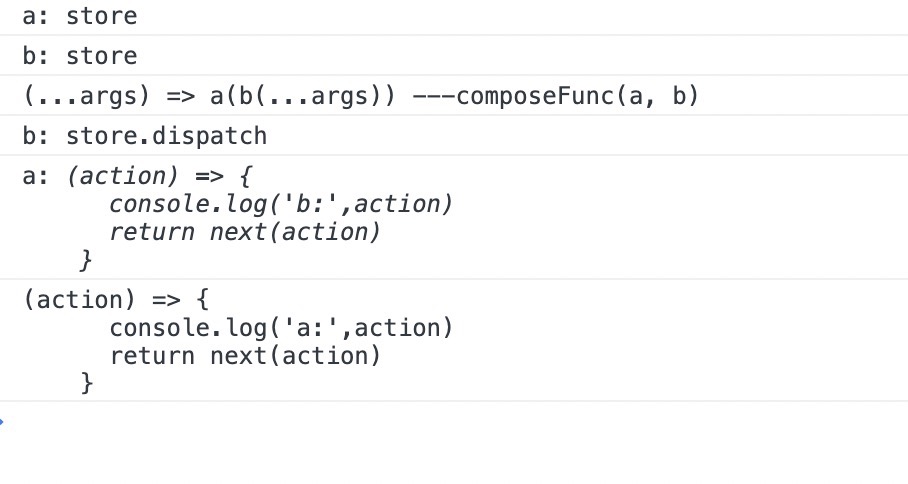 a: store
b: store
(...args) => a(b(...args)) ---composeFunc(a, b)
b: store.dispatch
a: (action) => {
console.log('b:',action)
return next(action)
}
(action) => {
console.log('a:',action)
return next(action)
}